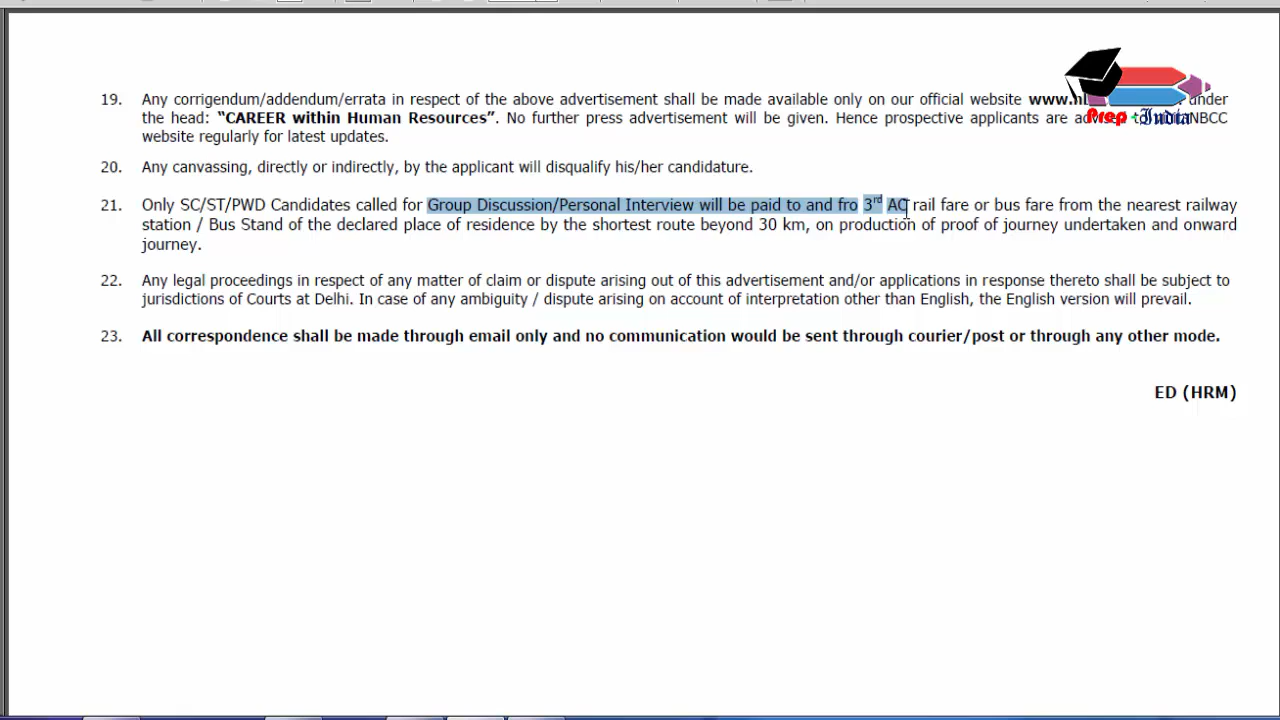 19. Any corrigendum/addendum/errata in respect of the above advertisement shall be made available only on our official website under
the head: “CAREER within Human Resources”. No further press advertisement will be given. Hence prospective applicants are NBCC
website regularly for latest updates.
Prep India
20. Any canvassing, directly or indirectly, by the applicant will disqualify his/her candidature.
21. Only SC/ST/PWD Candidates called for Group Discussion/Personal Interview will be paid to and fro 3rd AC rail fare or bus fare from the nearest railway
station / Bus Stand of the declared place of residence by the shortest route beyond 30 km, on production of proof of journey undertaken and onward
journey.
22. Any legal proceedings in respect of any matter of claim or dispute arising out of this advertisement and/or applications in response thereto shall be subject to
jurisdictions of Courts at Delhi. In case of any ambiguity / dispute arising on account of interpretation other than English, the English version will prevail.
23. All correspondence shall be made through email only and no communication would be sent through courier/post or through any other mode.
ED (HRM)